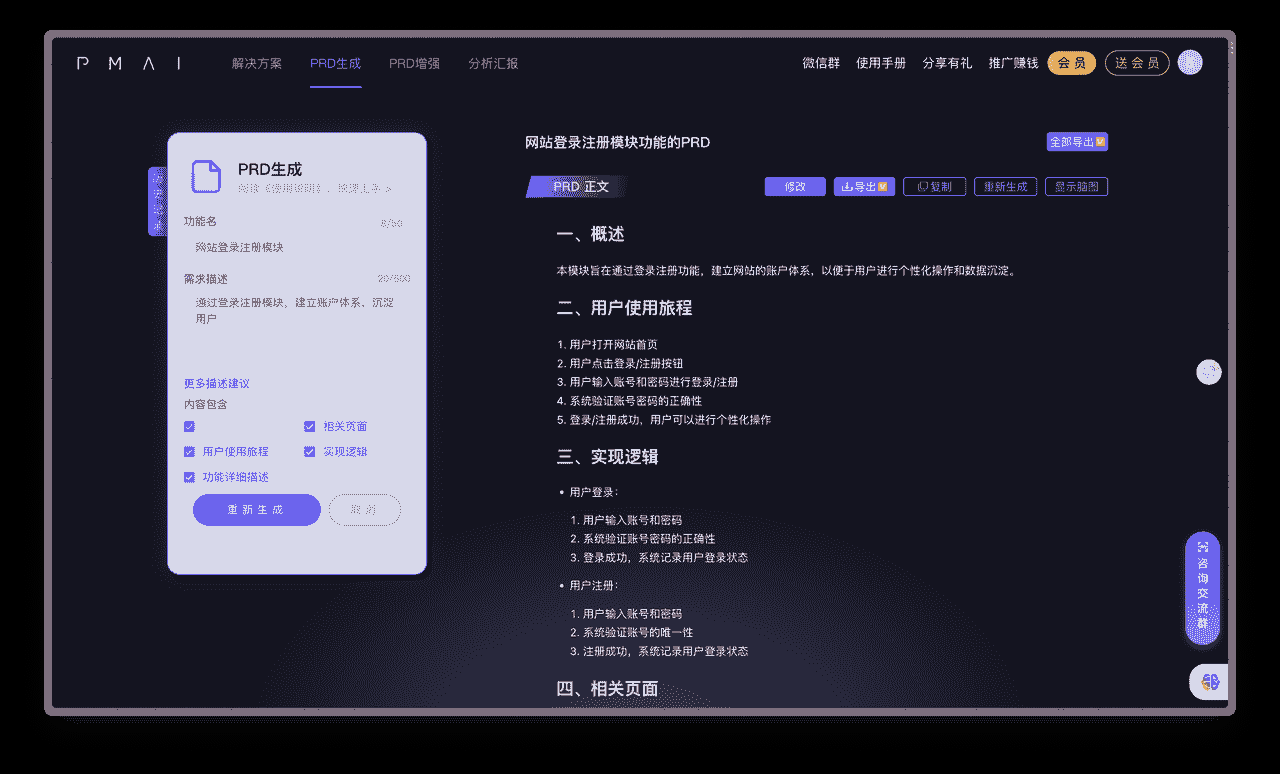 PMAI
解决方案
PRD生成
PRD增强
分析汇报
微信群
使用手册
分享有礼
推广赚钱
会员
送会员
PRD生成
功能名
8/50
网站登录注册模块
需求描述
20/500
通过登录注册模块，建立账户体系，沉淀
用户
更多描述建议
内容包含
相关页面
用户使用旅程
实现逻辑
功能详细描述
重新生成
取消
网站登录注册模块功能的PRD
全部导出
PRD 正文
修改
导出
复制
重新生成
显示脑图
一、概述
本模块旨在通过登录注册功能，建立网站的账户体系，以便于用户进行个性化操作和数据沉淀。
二、用户使用旅程
1. 用户打开网站首页
2. 用户点击登录/注册按钮
3. 用户输入账号和密码进行登录/注册
4. 系统验证账号密码的正确性
5. 登录/注册成功，用户可以进行个性化操作
三、实现逻辑
• 用户登录：
1. 用户输入账号和密码
2. 系统验证账号密码的正确性
3. 登录成功，系统记录用户登录状态
• 用户注册：
1. 用户输入账号和密码
2. 系统验证账号的唯一性
3. 注册成功，系统记录用户登录状态
四、相关页面
咨询交流群